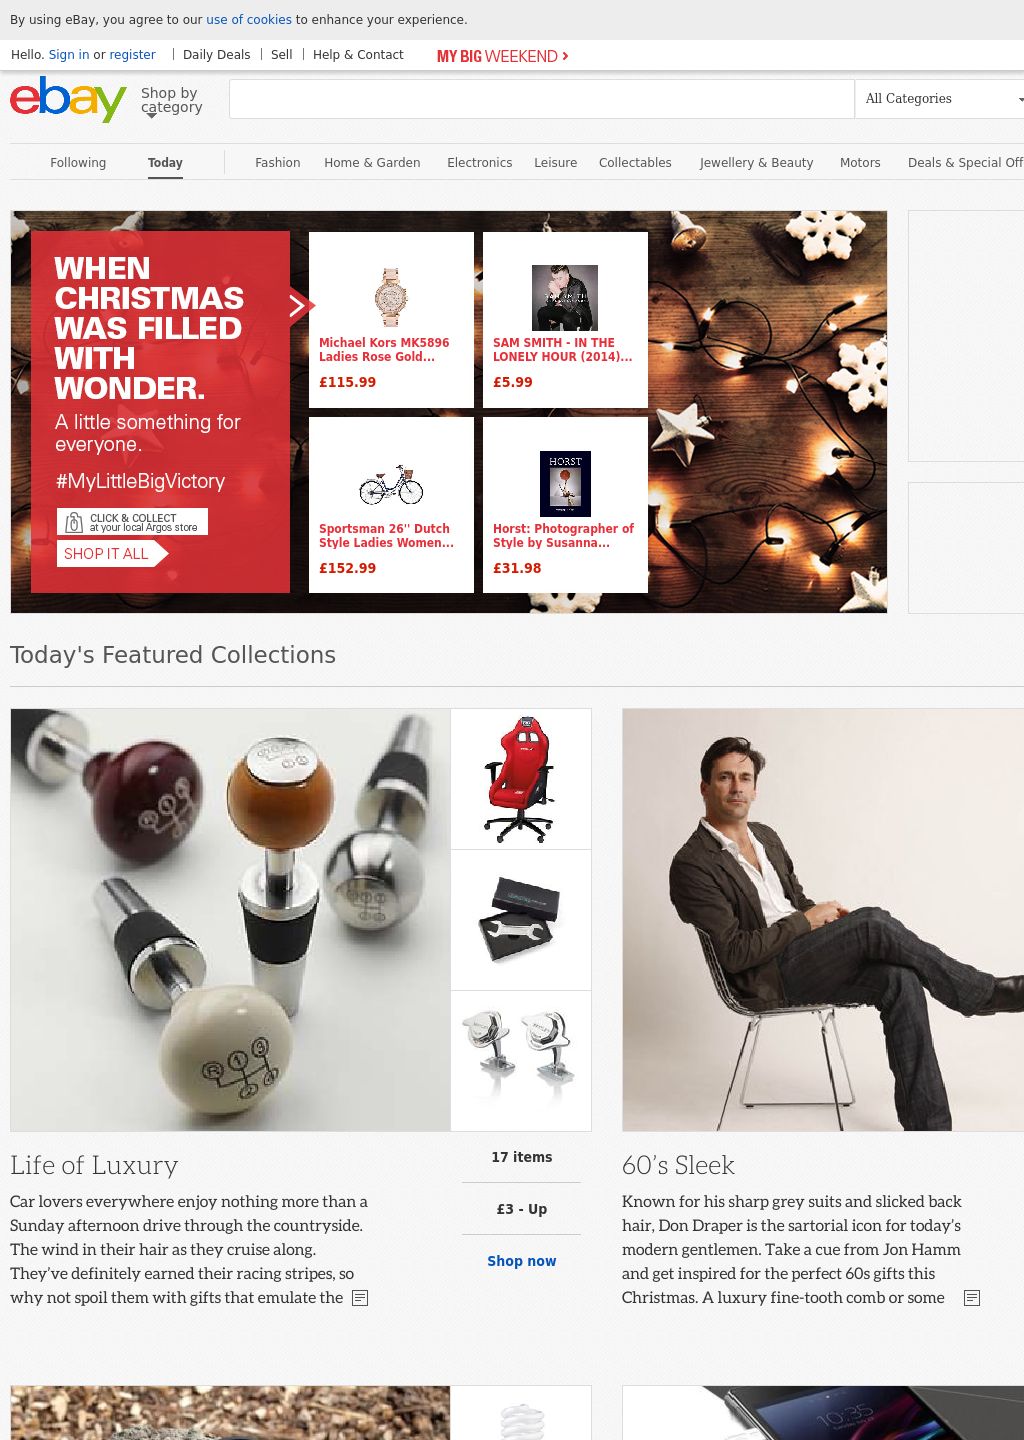 By using eBay, you agree to our use of cookies to enhance your experience.
Hello. Sign in or register
Daily Deals
Sell
Help & Contact
MY BIG WEEKEND
ebay
Shop by
category
All Categories
Following
Today
Fashion
Home & Garden
Electronics
Leisure
Collectables
Jewellery & Beauty
Motors
Deals & Special Off
WHEN
CHRISTMAS
WAS FILLED
WITH
WONDER.
A little something for
everyone.
#MyLittleBigVictory
CLICK & COLLECT
at your local Argos store
SHOP IT ALL
Michael Kors MK5896
Ladies Rose Gold...
£115.99
SAM SMITH
SAM SMITH - IN THE
LONELY HOUR (2014)...
£5.99
Sportsman 26'' Dutch
Style Ladies Women...
£152.99
HORST
Horst: Photographer of
Style by Susanna...
£31.98
Today's Featured Collections
R 1 3
Life of Luxury
Car lovers everywhere enjoy nothing more than a
Sunday afternoon drive through the countryside.
The wind in their hair as they cruise along.
They’ve definitely earned their racing stripes, so
why not spoil them with gifts that emulate the
17 items
£3 - Up
Shop now
60’s Sleek
Known for his sharp grey suits and slicked back
hair, Don Draper is the sartorial icon for today’s
modern gentlemen. Take a cue from Jon Hamm
and get inspired for the perfect 60s gifts this
Christmas. A luxury fine-tooth comb or some
10:35